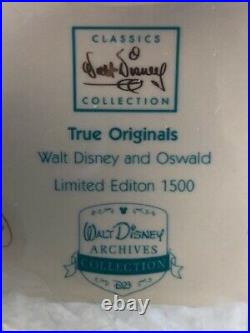 CLASSICS
Walt Disney
COLLECTION
True Originals
Walt Disney and Oswald
Limited Editon 1500
WALT DISNEY
ARCHIVES
COLLECTION
D23